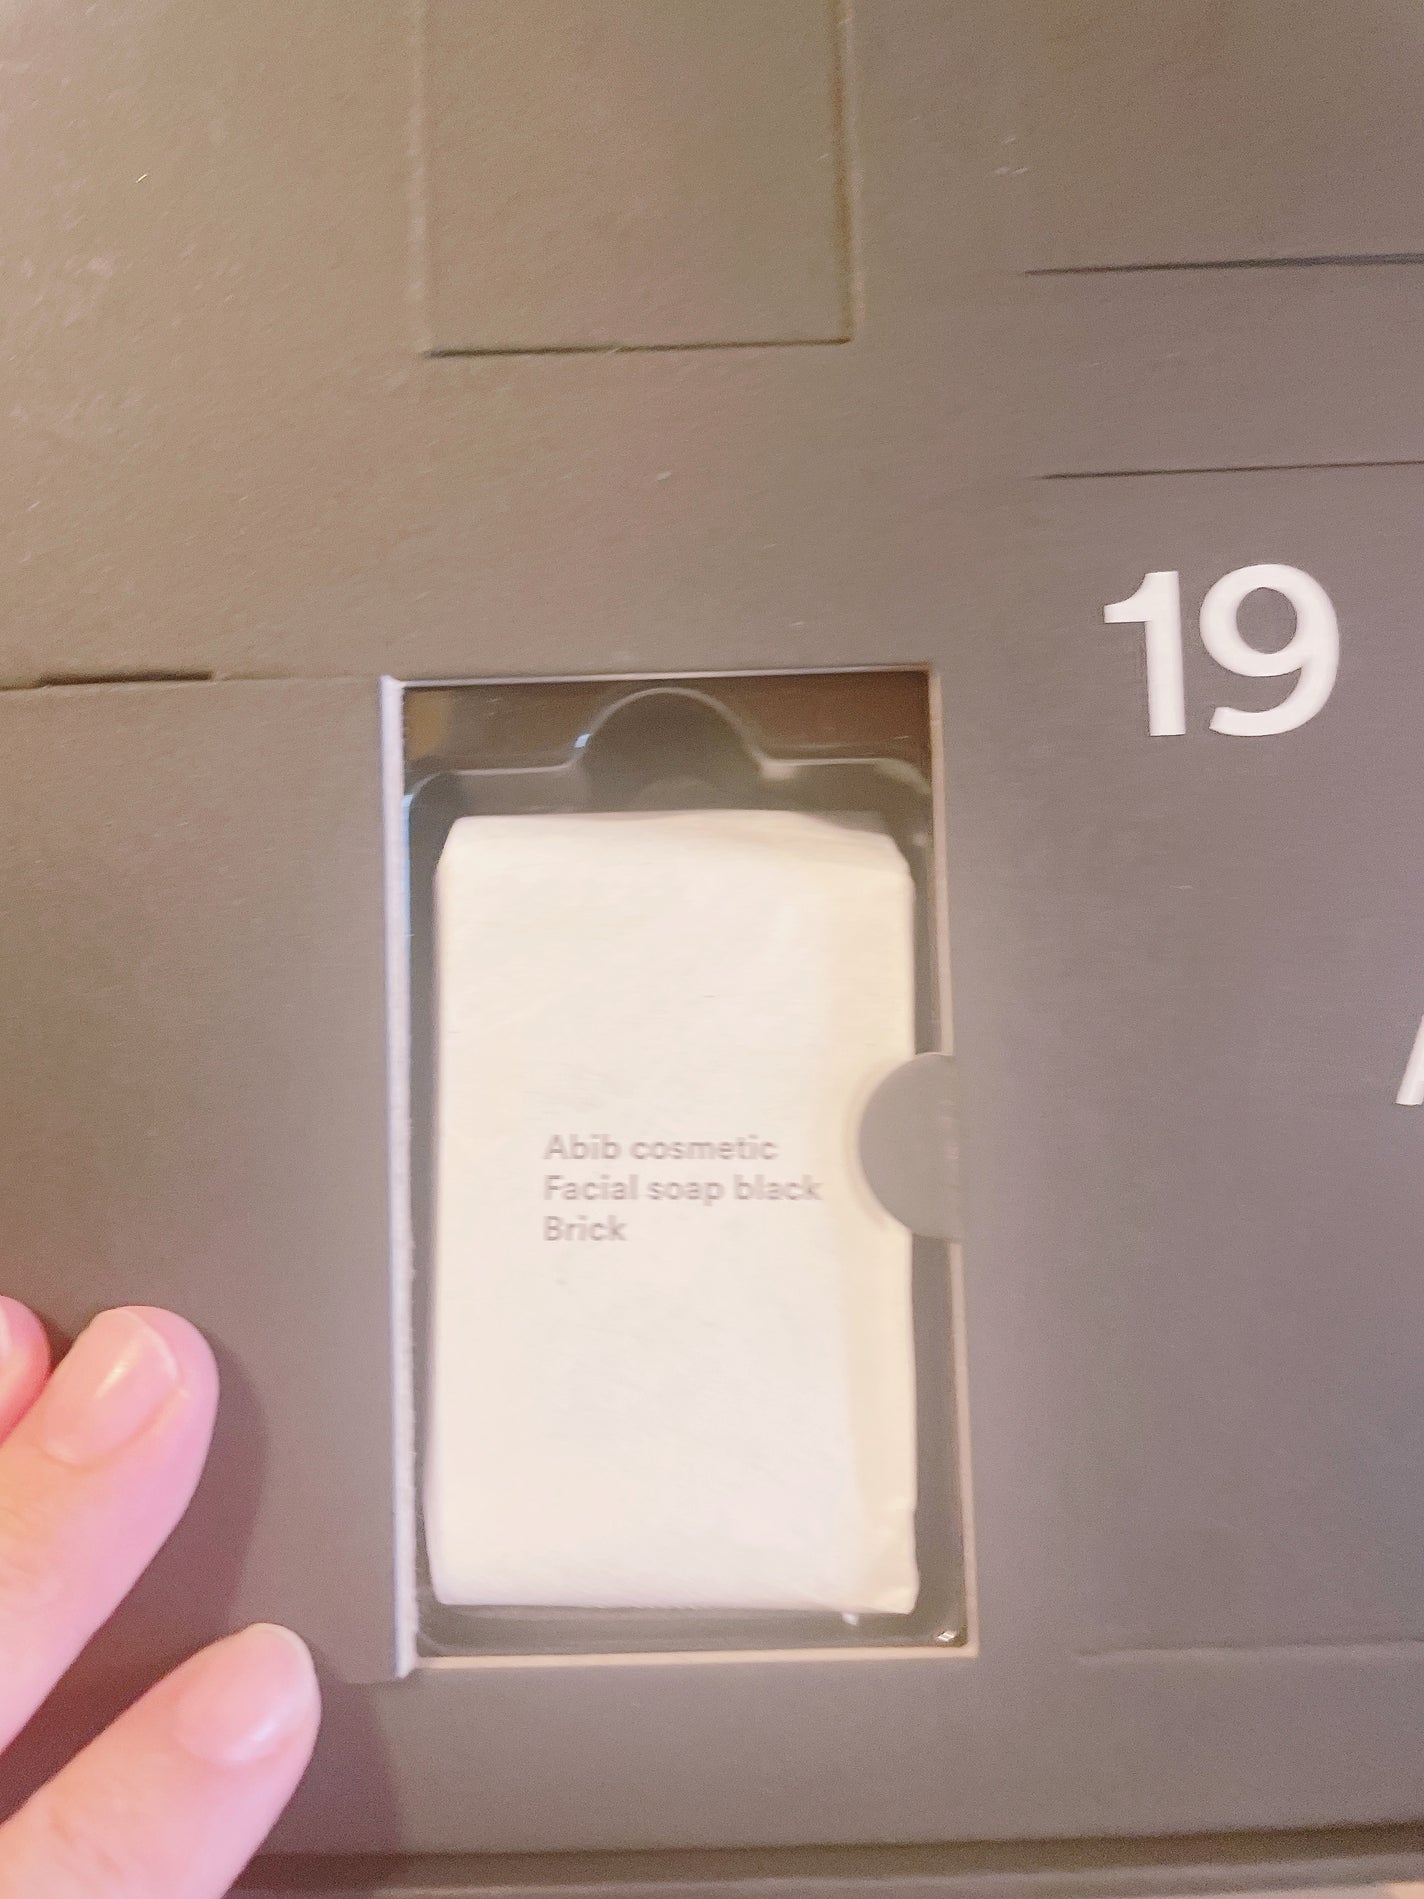 19
Abib cosmetic
Facial soap black
Brick